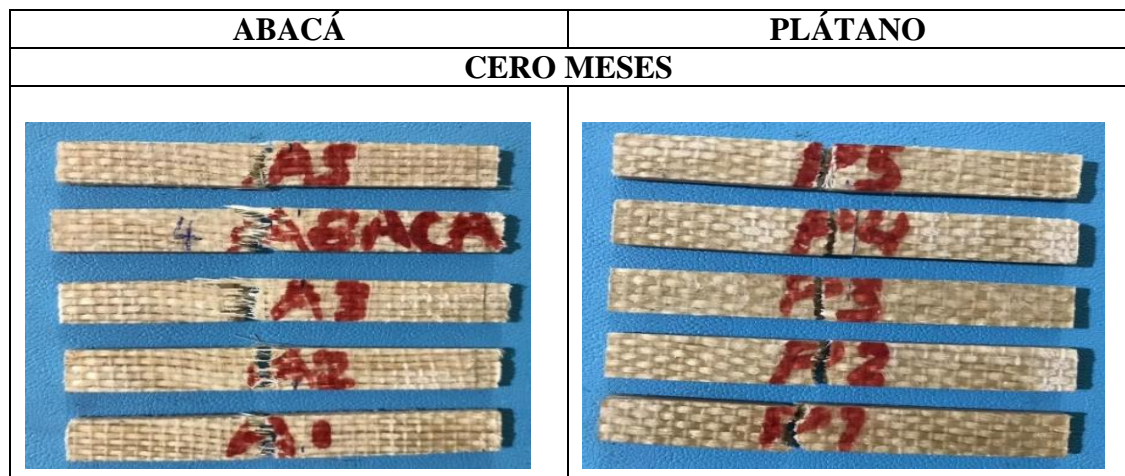 ABACÁ
PLÁTANO
CERO MESES
A5
4 ABACA
A3
A2
A1
P5
P4
P3
P2
P1